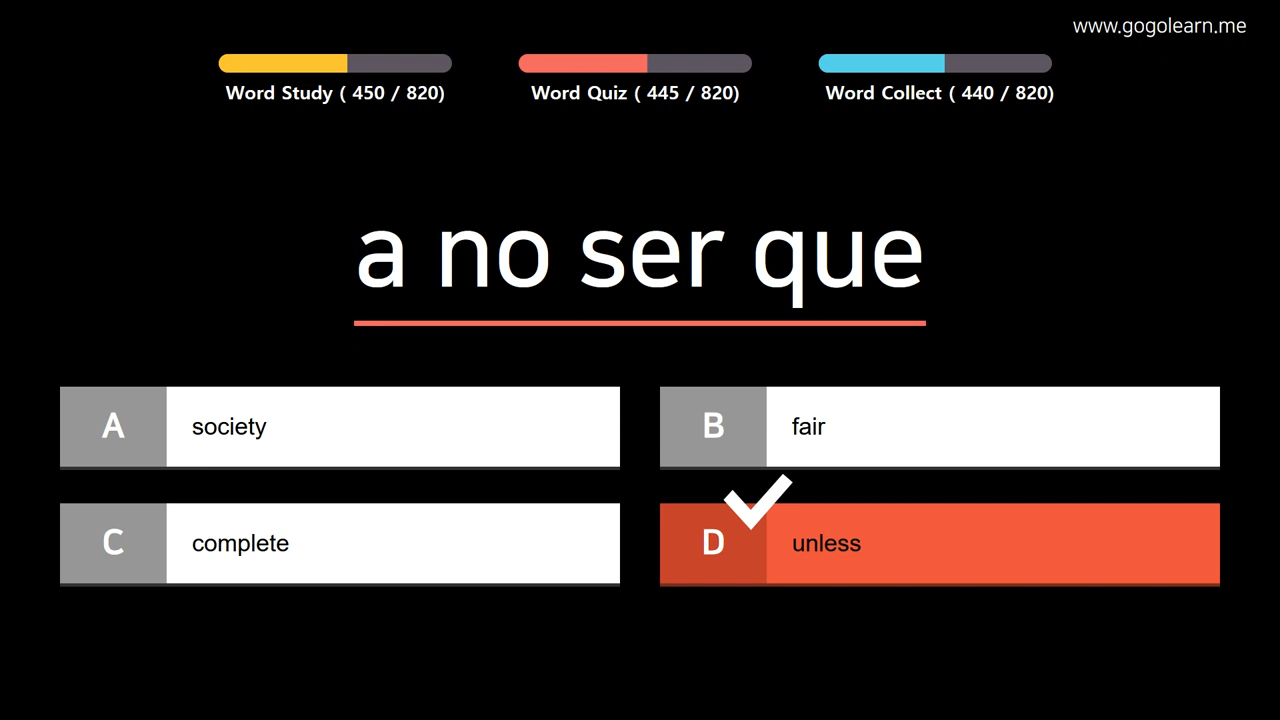 www.gogolearn.me
Word Study ( 450 / 820)
Word Quiz ( 445 / 820)
Word Collect ( 440 / 820)
a no ser que
A society
B fair
C complete
D unless